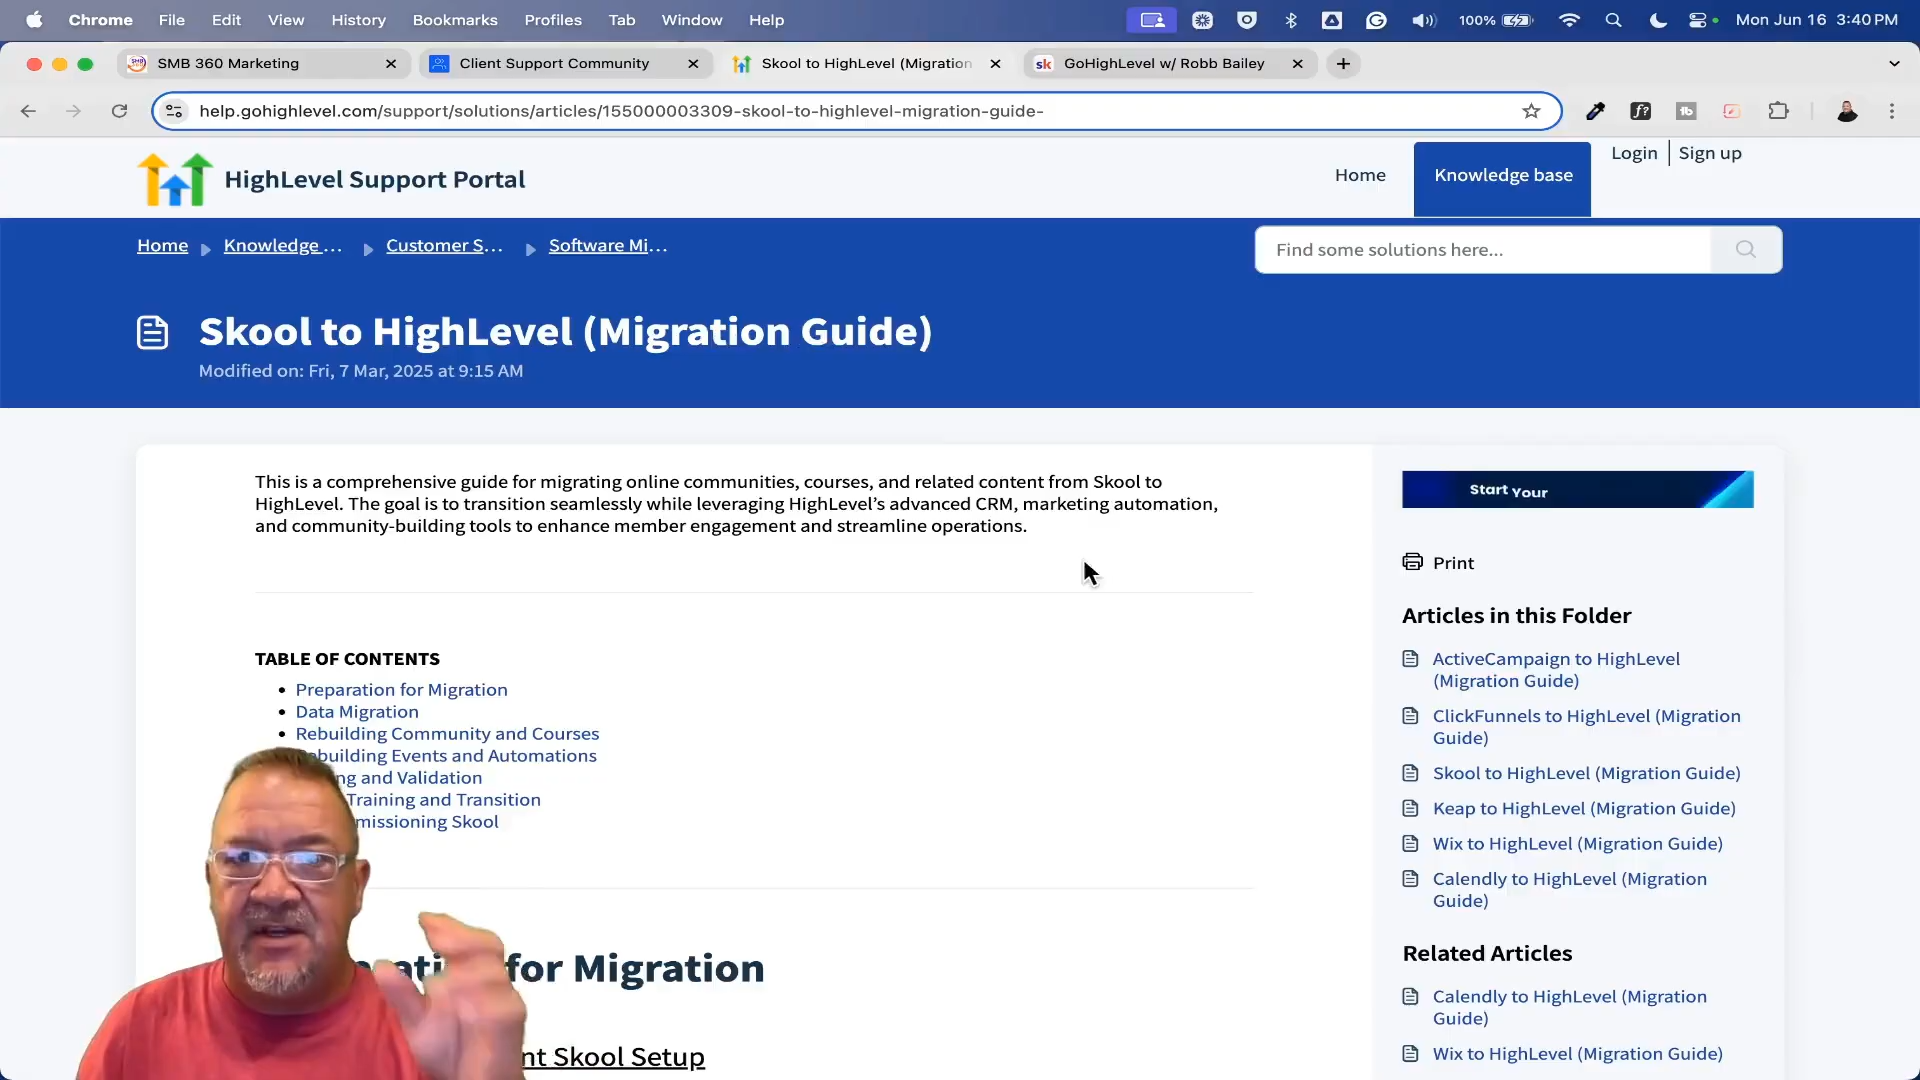 Chrome File Edit View History Bookmarks Profiles Tab Window Help 100% Mon Jun 16 3:40 PM
SMB 360 Marketing Client Support Community Skool to HighLevel (Migration GoHighLevel w/ Robb Bailey
help.gohighlevel.com/support/solutions/articles/155000003309-skool-to-highlevel-migration-guide-
HighLevel Support Portal
Home Knowledge base Login Sign up
Home Knowledge ... Customer S... Software Mi...
Find some solutions here...
Skool to HighLevel (Migration Guide)
Modified on: Fri, 7 Mar, 2025 at 9:15 AM
This is a comprehensive guide for migrating online communities, courses, and related content from Skool to
HighLevel. The goal is to transition seamlessly while leveraging HighLevel’s advanced CRM, marketing automation,
and community-building tools to enhance member engagement and streamline operations.
TABLE OF CONTENTS
Preparation for Migration
Data Migration
Rebuilding Community and Courses
Events and Automations
and Validation
Training and Transition
Skool
for Migration
Skool Setup
Start Your
Print
Articles in this Folder
ActiveCampaign to HighLevel
(Migration Guide)
ClickFunnels to HighLevel (Migration
Guide)
Skool to HighLevel (Migration Guide)
Keap to HighLevel (Migration Guide)
Wix to HighLevel (Migration Guide)
Calendly to HighLevel (Migration
Guide)
Related Articles
Calendly to HighLevel (Migration
Guide)
Wix to HighLevel (Migration Guide)